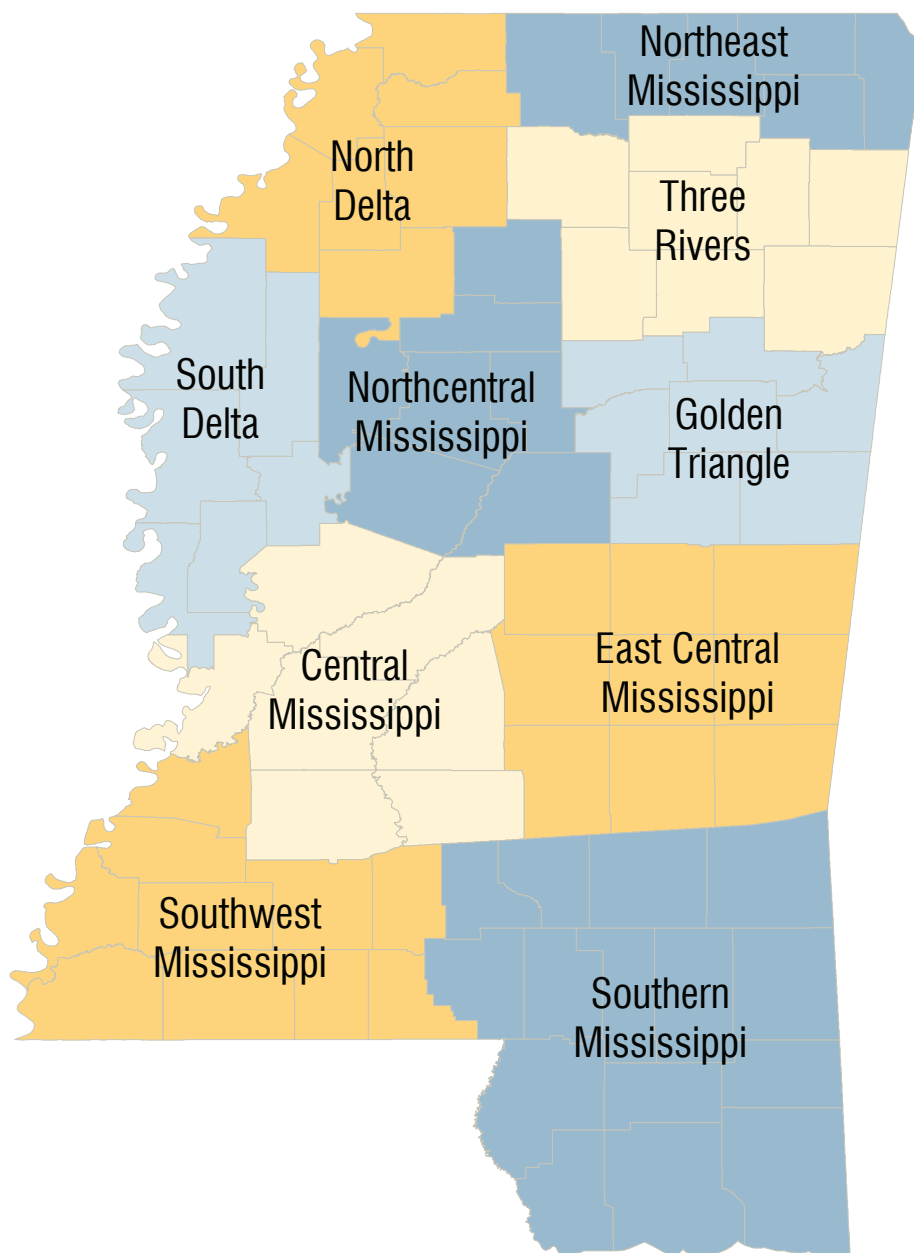 Northeast
Mississippi
North
Delta
Three
Rivers
South
Delta
Northcentral
Mississippi
Golden
Triangle
Central
Mississippi
East Central
Mississippi
Southwest
Mississippi
Southern
Mississippi